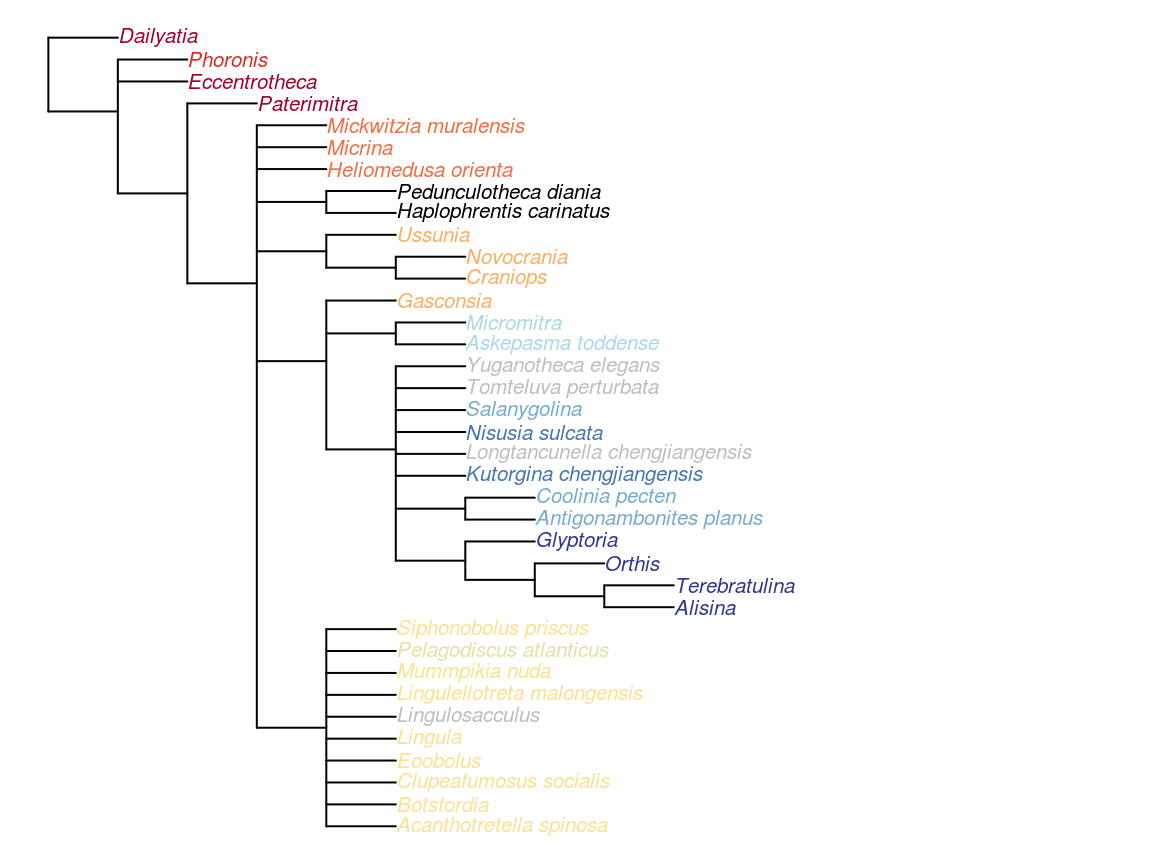 Dailyatia
Phoronis
Eccentrotheca
Paterimitra
Mickwitzia muralensis
Micrina
Heliomedusa orienta
Pedunculotheca diania
Haplophrentis carinatus
Ussunia
Novocrania
Craniops
Gasconsia
Micromitra
Askepasma toddense
Yuganotheca elegans
Tomteluva perturbata
Salanygolina
Nisusia sulcata
Longtancunella chengjiangensis
Kutorgina chengjiangensis
Coolinia pecten
Antigonambonites planus
Glyptoria
Orthis
Terebratulina
Alisina
Siphonobolus priscus
Pelagodiscus atlanticus
Mummpikia nuda
Lingulellotreta malongensis
Lingulosacculus
Lingula
Eoobolus
Clupeafumosus socialis
Botsfordia
Acanthotretella spinosa